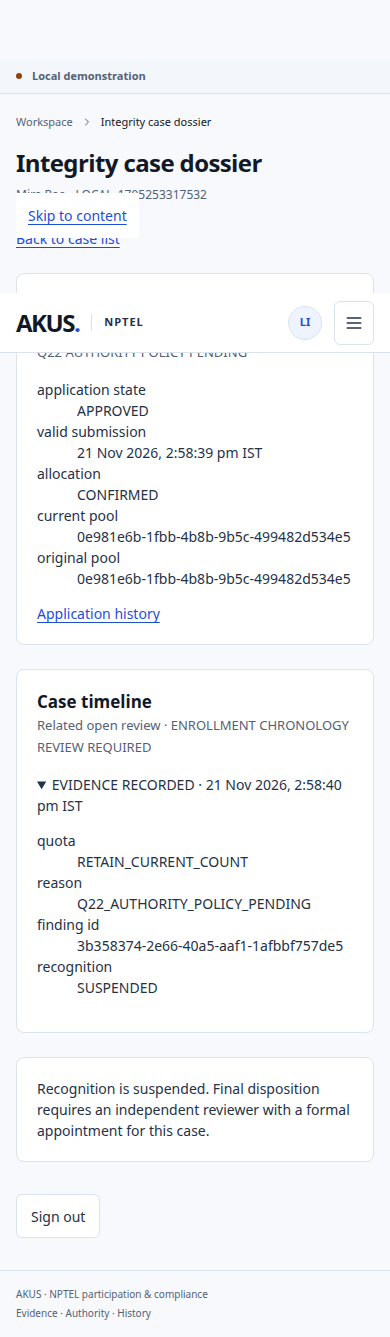 Local demonstration
Workspace > Integrity case dossier
Integrity case dossier
Skip to content
Back to case list
AKUS. NPTEL LI
Q22 AUTHORITY POLICY PENDING
application state
APPROVED
valid submission
21 Nov 2026, 2:58:39 pm IST
allocation
CONFIRMED
current pool
0e981e6b-1fbb-4b8b-9b5c-499482d534e5
original pool
0e981e6b-1fbb-4b8b-9b5c-499482d534e5
Application history
Case timeline
Related open review · ENROLLMENT CHRONOLOGY
REVIEW REQUIRED
▼ EVIDENCE RECORDED · 21 Nov 2026, 2:58:40
pm IST
quota
RETAIN_CURRENT_COUNT
reason
Q22_AUTHORITY_POLICY_PENDING
finding id
3b358374-2e66-40a5-aaf1-1afbbf757de5
recognition
SUSPENDED
Recognition is suspended. Final disposition
requires an independent reviewer with a formal
appointment for this case.
Sign out
AKUS · NPTEL participation & compliance
Evidence · Authority · History